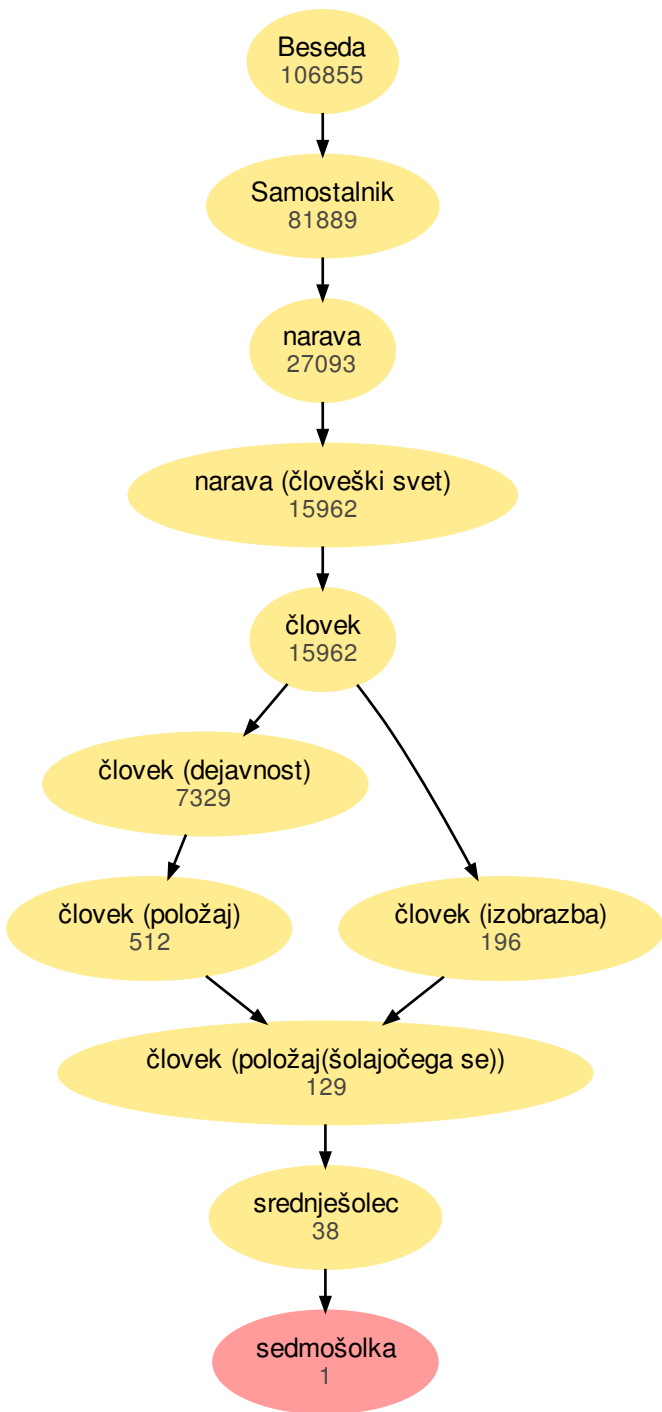 Beseda
106855
Samostalnik
81889
narava
27093
narava (človeški svet)
15962
človek
15962
človek (dejavnost)
7329
človek (položaj)
512
človek (izobrazba)
196
človek (položaj(šolajočega se))
129
srednješolec
38
sedmošolka
1